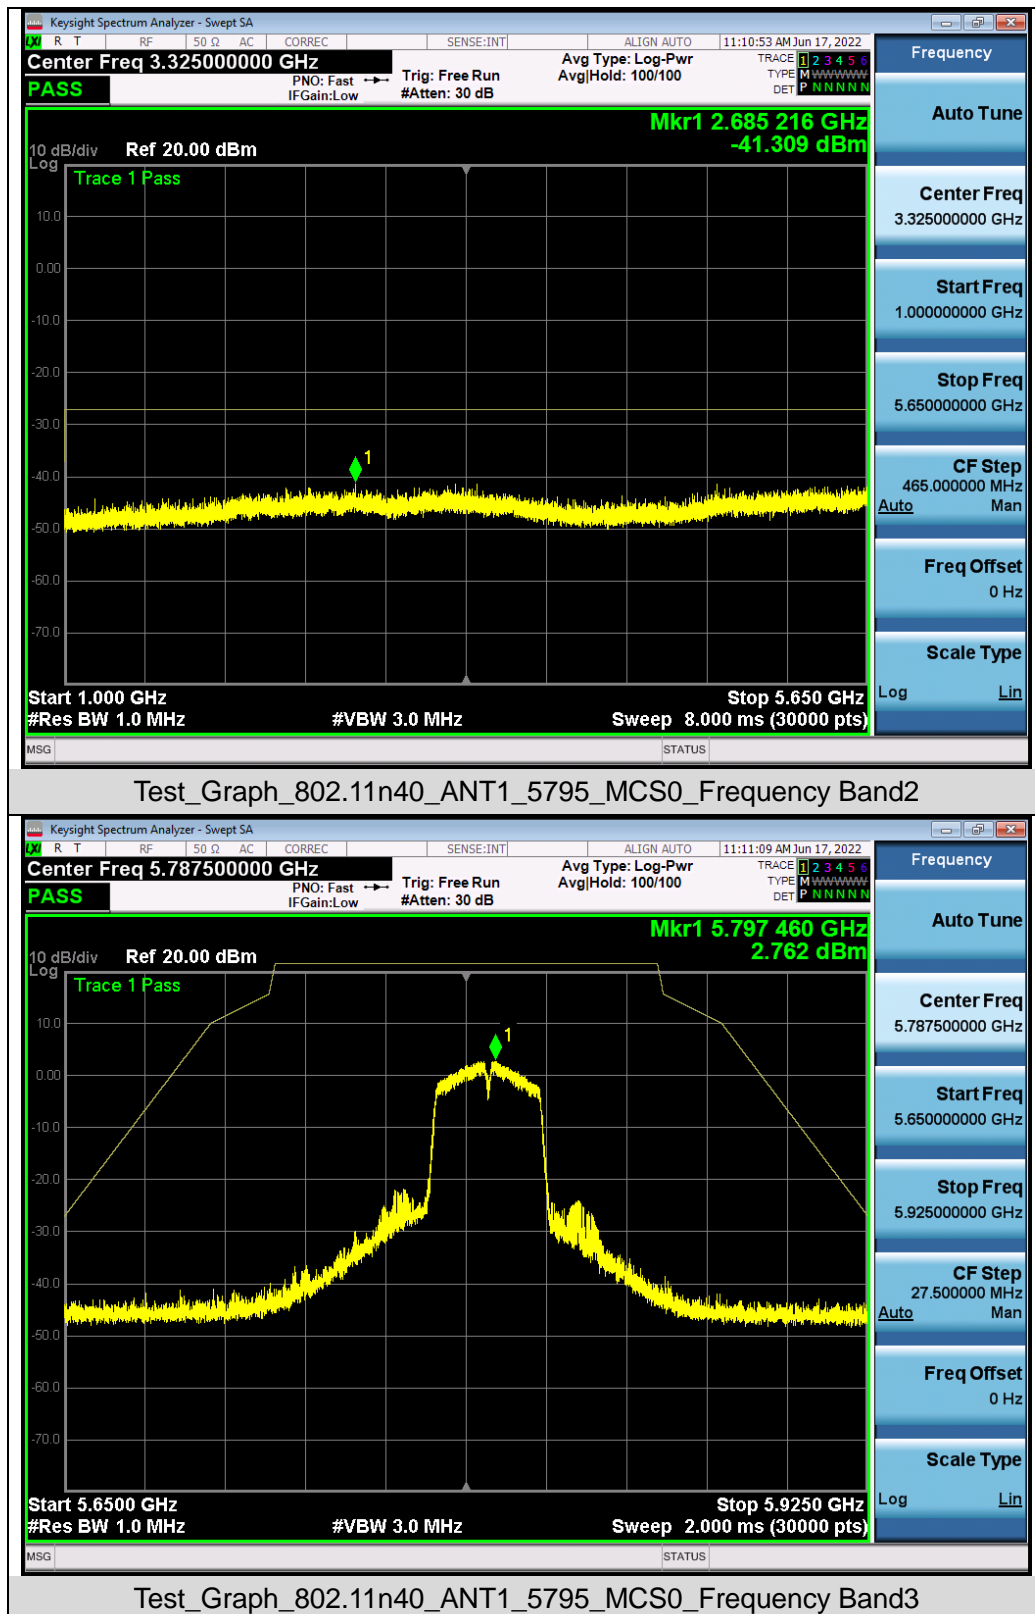 Keysight Spectrum Analyzer - Swept SA
LXI R T RF 50 Ω AC CORREC SENSE:INT ALIGN AUTO 11:10:53 AM Jun 17, 2022
Center Freq 3.325000000 GHz
PASS
PNO: Fast
IFGain:Low
Trig: Free Run
#Atten: 30 dB
Avg Type: Log-Pwr
Avg|Hold: 100/100
TRACE 1 2 3 4 5 6
TYPE M WWWWW
DET P N N N N N
Mkr1 2.685 216 GHz
-41.309 dBm
10 dB/div Ref 20.00 dBm
Log
Trace 1 Pass
10.0
0.00
-10.0
-20.0
-30.0
1
-40.0
-50.0
-60.0
-70.0
Start 1.000 GHz Stop 5.650 GHz
#Res BW 1.0 MHz #VBW 3.0 MHz Sweep 8.000 ms (30000 pts)
MSG STATUS
Frequency
Auto Tune
Center Freq
3.325000000 GHz
Start Freq
1.000000000 GHz
Stop Freq
5.650000000 GHz
CF Step
465.000000 MHz
Auto Man
Freq Offset
0 Hz
Scale Type
Log Lin
Test_Graph_802.11n40_ANT1_5795_MCS0_Frequency Band2
Keysight Spectrum Analyzer - Swept SA
LXI R T RF 50 Ω AC CORREC SENSE:INT ALIGN AUTO 11:11:09 AM Jun 17, 2022
Center Freq 5.787500000 GHz
PASS
PNO: Fast
IFGain:Low
Trig: Free Run
#Atten: 30 dB
Avg Type: Log-Pwr
Avg|Hold: 100/100
TRACE 1 2 3 4 5 6
TYPE M WWWWW
DET P N N N N N
Mkr1 5.797 460 GHz
2.762 dBm
10 dB/div Ref 20.00 dBm
Log
Trace 1 Pass
10.0
1
0.00
-10.0
-20.0
-30.0
-40.0
-50.0
-60.0
-70.0
Start 5.6500 GHz Stop 5.9250 GHz
#Res BW 1.0 MHz #VBW 3.0 MHz Sweep 2.000 ms (30000 pts)
MSG STATUS
Frequency
Auto Tune
Center Freq
5.787500000 GHz
Start Freq
5.650000000 GHz
Stop Freq
5.925000000 GHz
CF Step
27.500000 MHz
Auto Man
Freq Offset
0 Hz
Scale Type
Log Lin
Test_Graph_802.11n40_ANT1_5795_MCS0_Frequency Band3